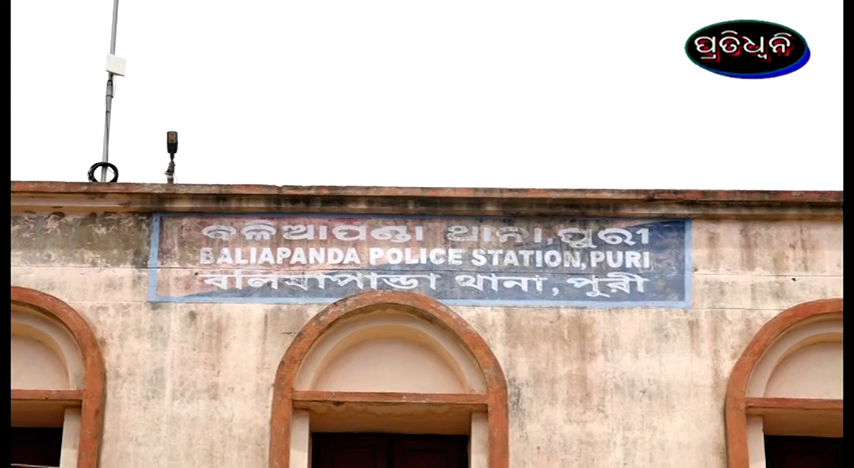 ପ୍ରତିଧ୍ୱନି
ବଳିଆପଣ୍ଡା ଥାନା, ପୁରୀ
BALIAPANDA POLICE STATION, PURI
বলিয়াপান্ডা থানা, পুরী